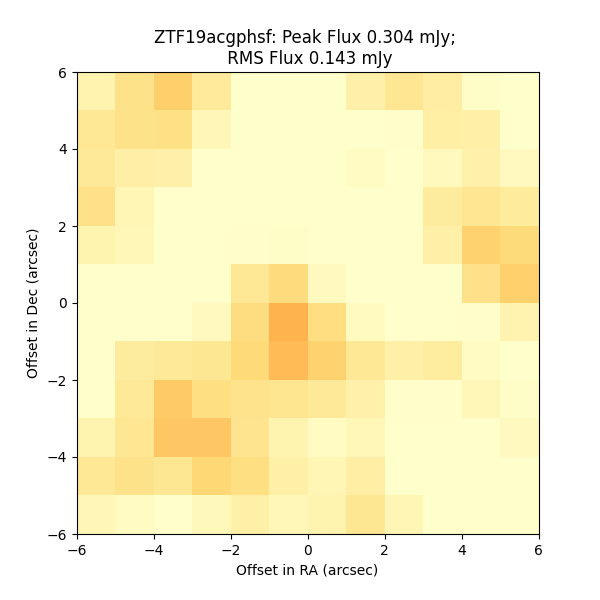 ZTF19acgphsf: Peak Flux 0.304 mJy;
RMS Flux 0.143 mJy
6
4
2
0
−2
−4
−6
Offset in Dec (arcsec)
−6 −4 −2 0 2 4 6
Offset in RA (arcsec)